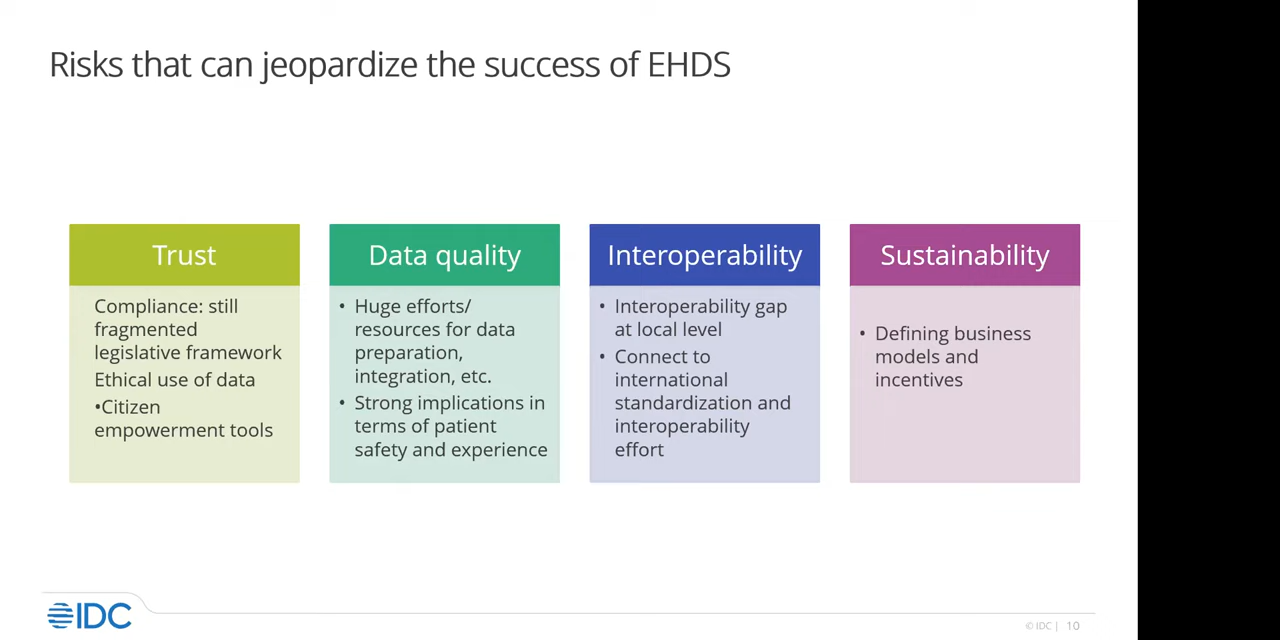 Risks that can jeopardize the success of EHDS
Trust
Compliance: still
fragmented
legislative framework
Ethical use of data
•Citizen
empowerment tools
Data quality
• Huge efforts/
resources for data
preparation,
integration, etc.
• Strong implications in
terms of patient
safety and experience
Interoperability
• Interoperability gap
at local level
• Connect to
international
standardization and
interoperability
effort
Sustainability
• Defining business
models and
incentives
IDC
© IDC | 10